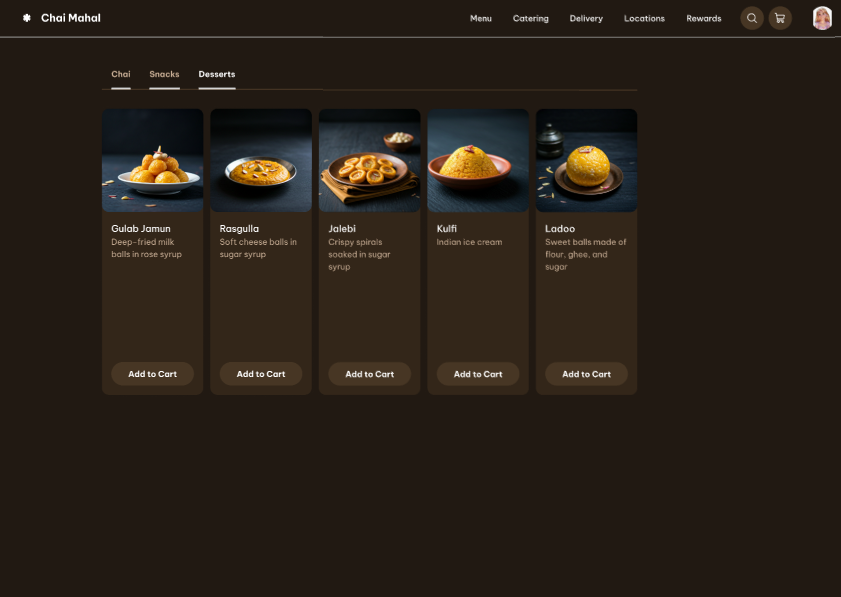 Chai Mahal
Menu Catering Delivery Locations Rewards
Chai Snacks Desserts
Gulab Jamun
Deep-fried milk
balls in rose syrup
Add to Cart
Rasgulla
Soft cheese balls in
sugar syrup
Add to Cart
Jalebi
Crispy spirals
soaked in sugar
syrup
Add to Cart
Kulfi
Indian ice cream
Add to Cart
Ladoo
Sweet balls made of
flour, ghee, and
sugar
Add to Cart